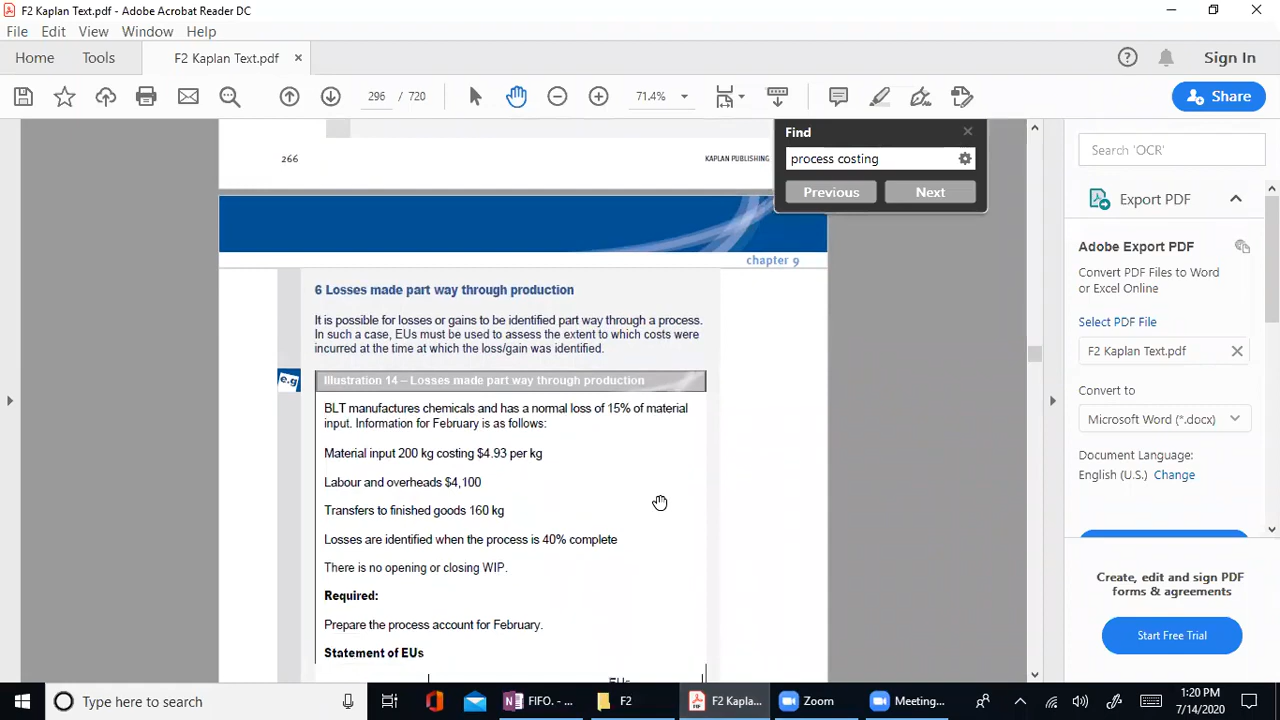 F2 Kaplan Text.pdf - Adobe Acrobat Reader DC
File Edit View Window Help
Home Tools F2 Kaplan Text.pdf ×
296 / 720 71.4% Share
Sign In
Find
process costing
Previous Next
266 KAPLAN PUBLISHING
chapter 9
6 Losses made part way through production
It is possible for losses or gains to be identified part way through a process.
In such a case, EUs must be used to assess the extent to which costs were
incurred at the time at which the loss/gain was identified.
e.g
Illustration 14 – Losses made part way through production
BLT manufactures chemicals and has a normal loss of 15% of material
input. Information for February is as follows:
Material input 200 kg costing $4.93 per kg
Labour and overheads $4,100
Transfers to finished goods 160 kg
Losses are identified when the process is 40% complete
There is no opening or closing WIP.
Required:
Prepare the process account for February.
Statement of EUs
EUs
Search 'OCR'
Export PDF
Adobe Export PDF
Convert PDF Files to Word
or Excel Online
Select PDF File
F2 Kaplan Text.pdf
Convert to
Microsoft Word (*.docx)
Document Language:
English (U.S.) Change
Create, edit and sign PDF
forms & agreements
Start Free Trial
Type here to search
FIFO. - ...
F2
F2 Kapla...
Zoom
Meeting...
1:20 PM
7/14/2020